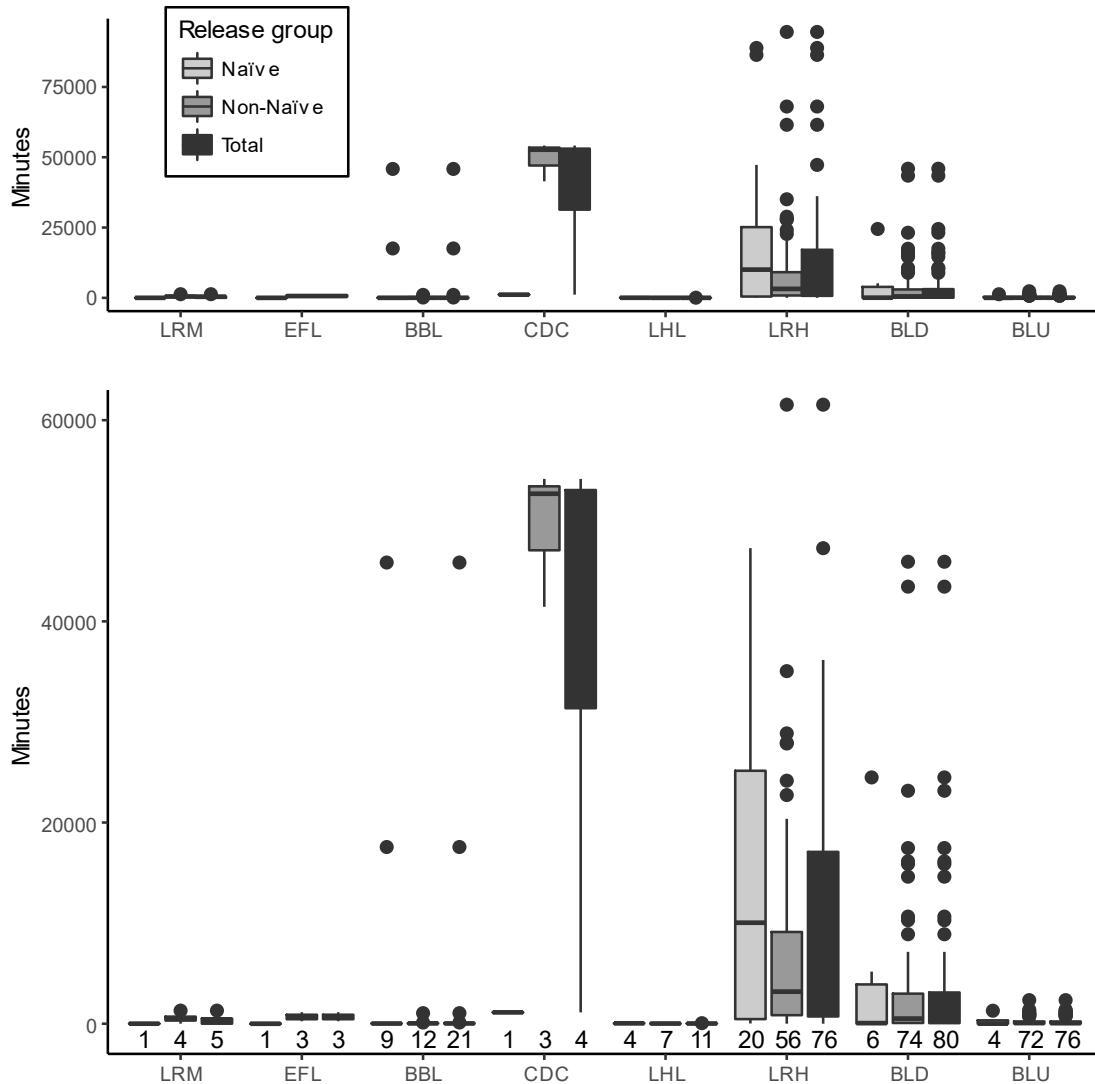 Release group
Naïve
Non-Naïve
Total
Minutes
75000
50000
25000
0
LRM EFL BBL CDC LHL LRH BLD BLU
Minutes
60000
40000
20000
0
1 4 5 1 3 3 9 12 21 1 3 4 4 7 11 20 56 76 6 74 80 4 72 76
LRM EFL BBL CDC LHL LRH BLD BLU